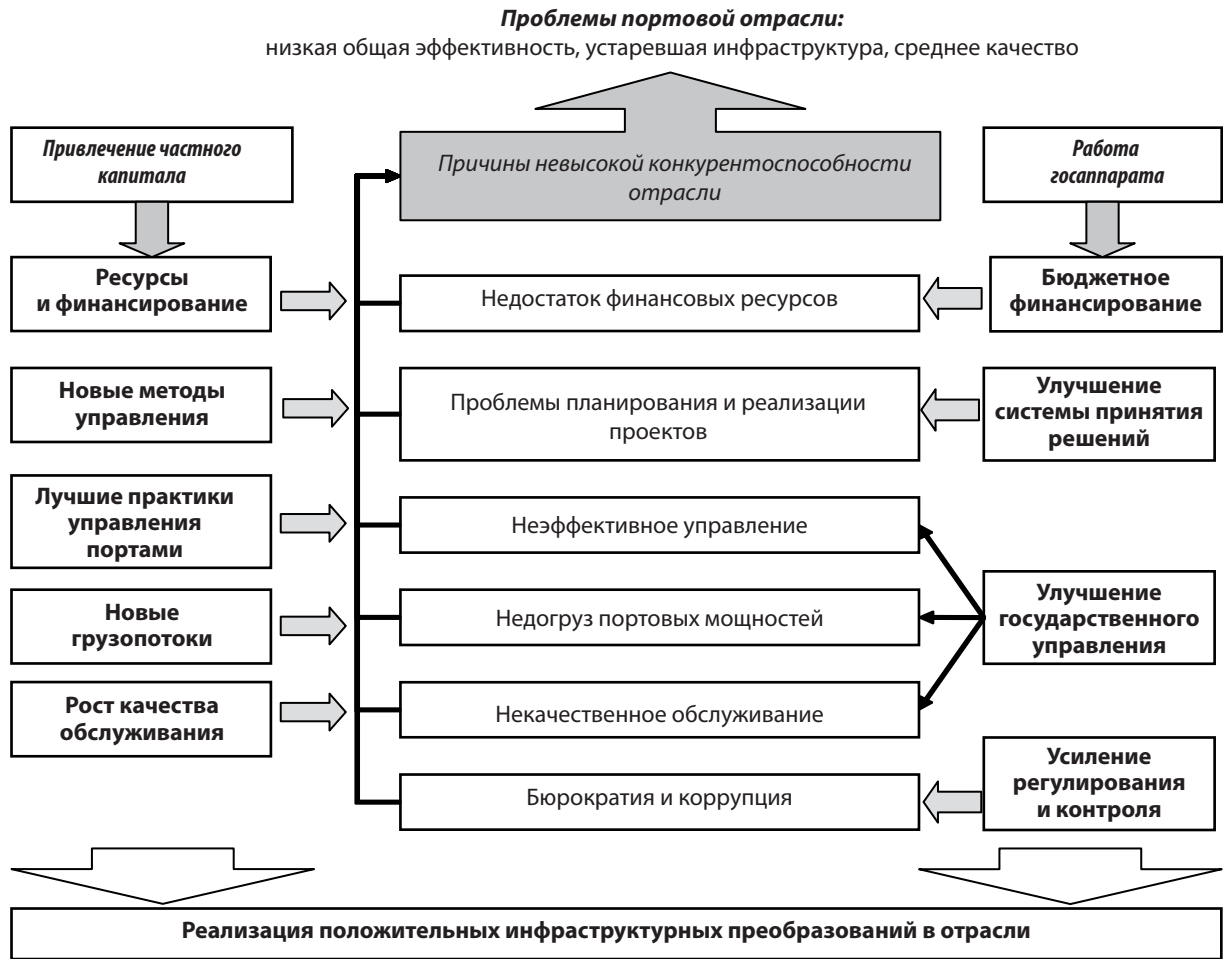 Проблемы портовой отрасли:
низкая общая эффективность, устаревшая инфраструктура, среднее качество
Привлечение частного
капитала
Причины невысокой конкурентоспособности
отрасли
Работа
госаппарата
Ресурсы
и финансирование
Недостаток финансовых ресурсов
Бюджетное
финансирование
Новые методы
управления
Проблемы планирования и реализации
проектов
Улучшение
системы принятия
решений
Лучшие практики
управления
портами
Неэффективное управление
Новые
грузопотоки
Недогруз портовых мощностей
Улучшение
государственного
управления
Рост качества
обслуживания
Некачественное обслуживание
Бюрократия и коррупция
Усиление
регулирования
и контроля
Реализация положительных инфраструктурных преобразований в отрасли